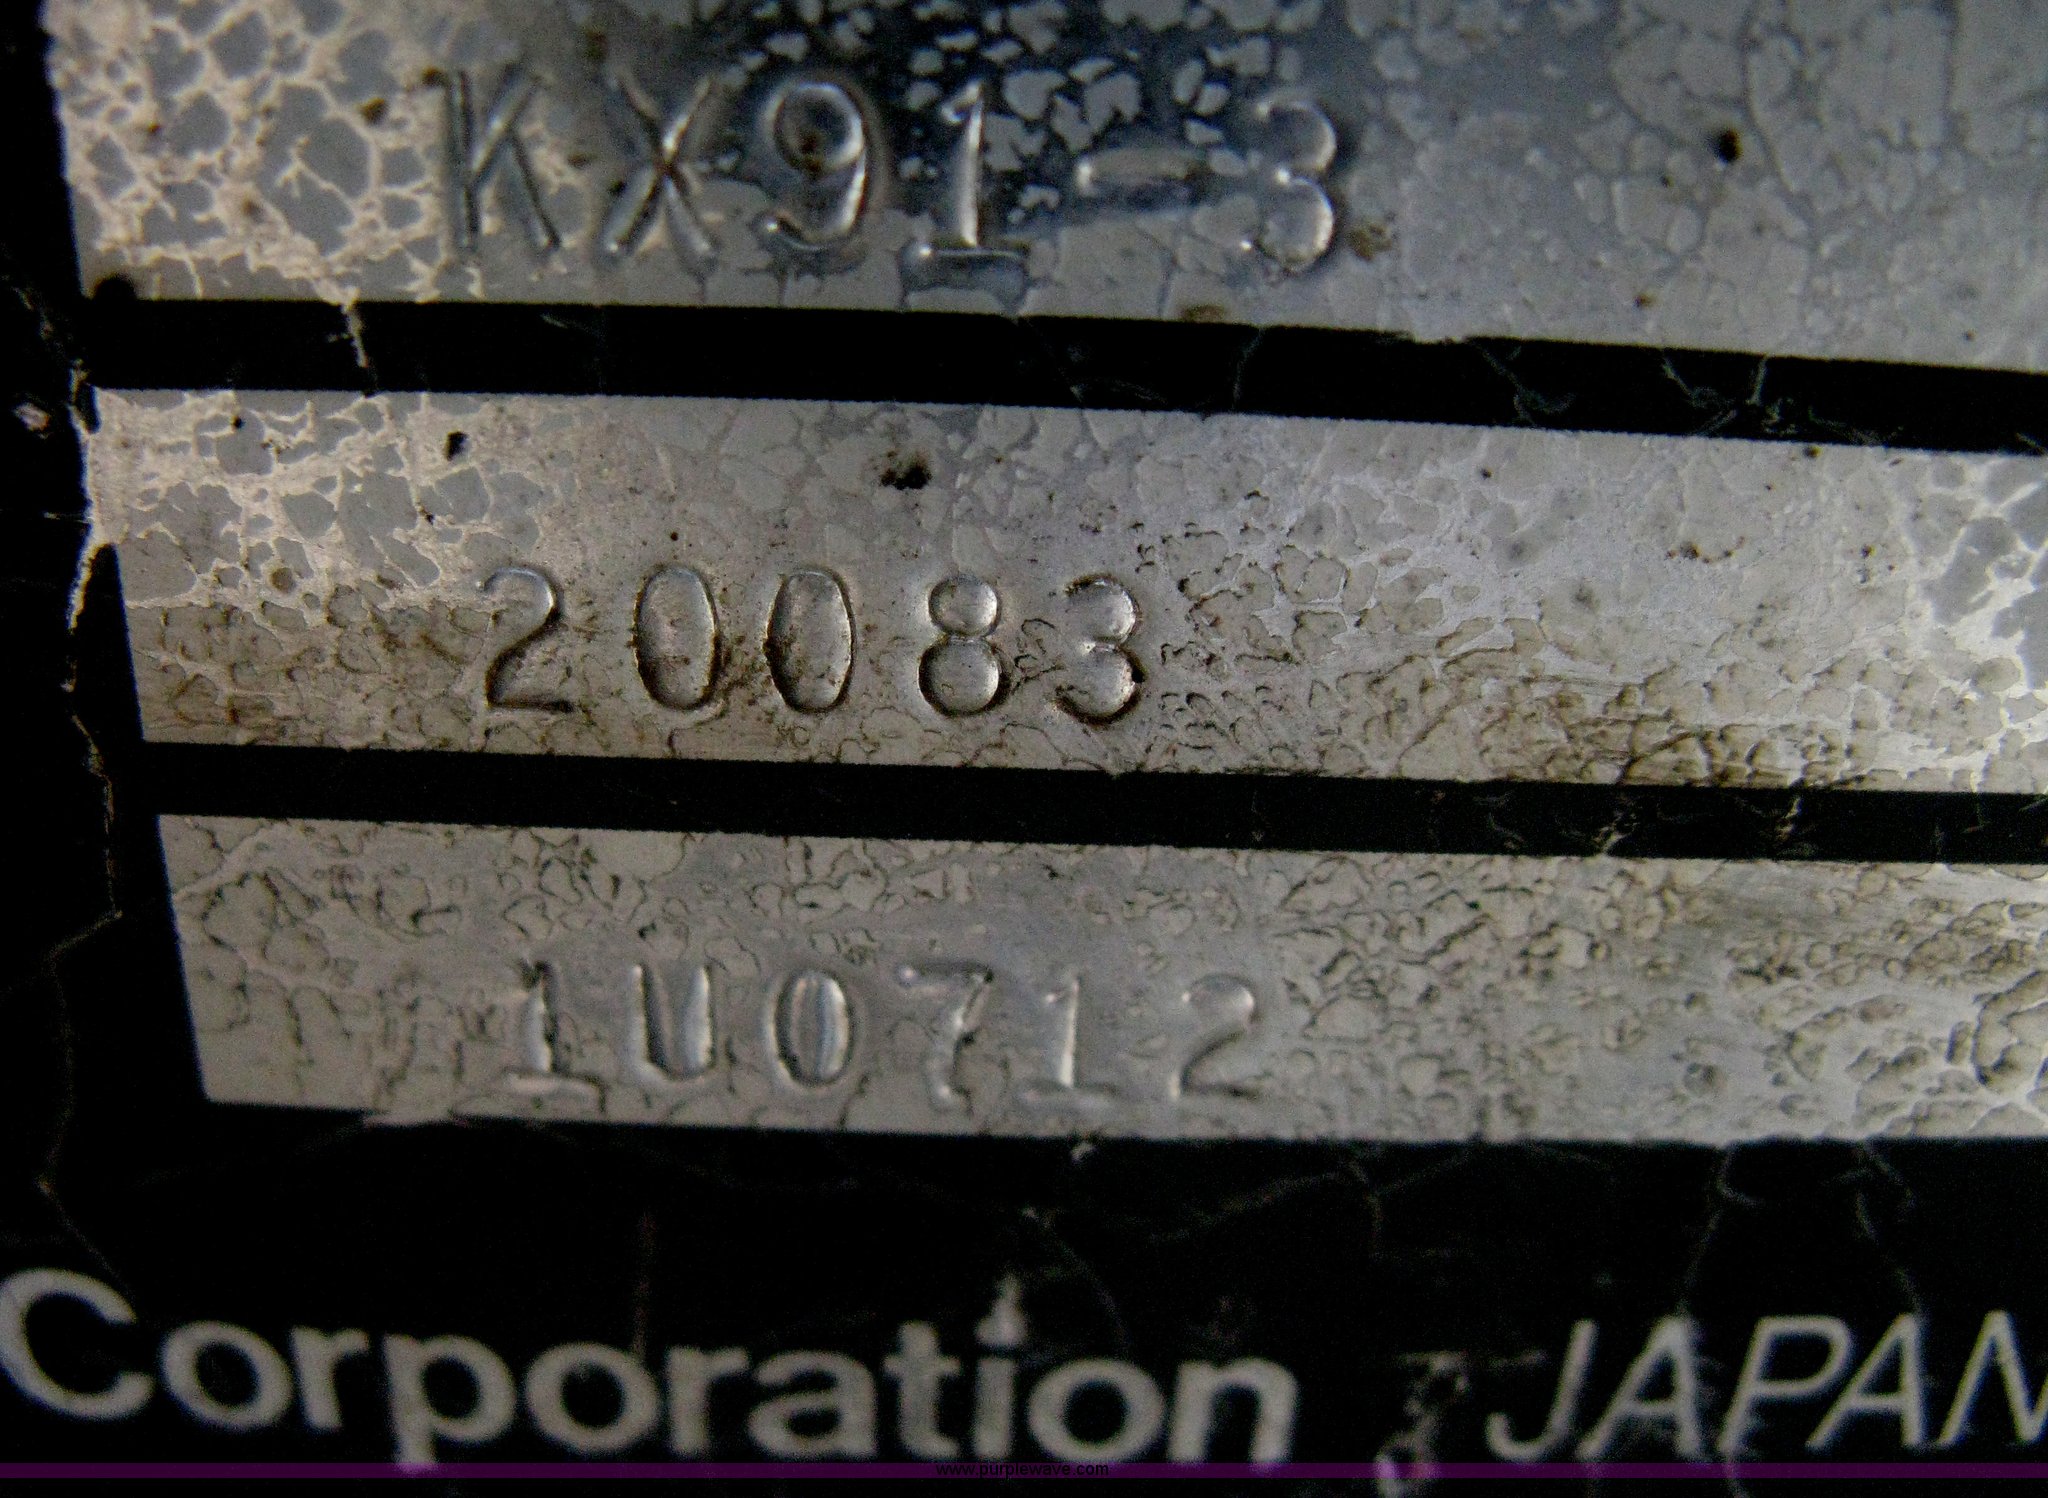 KX91-3
20083
1U0712
Corporation JAPAN
www.purplewave.com